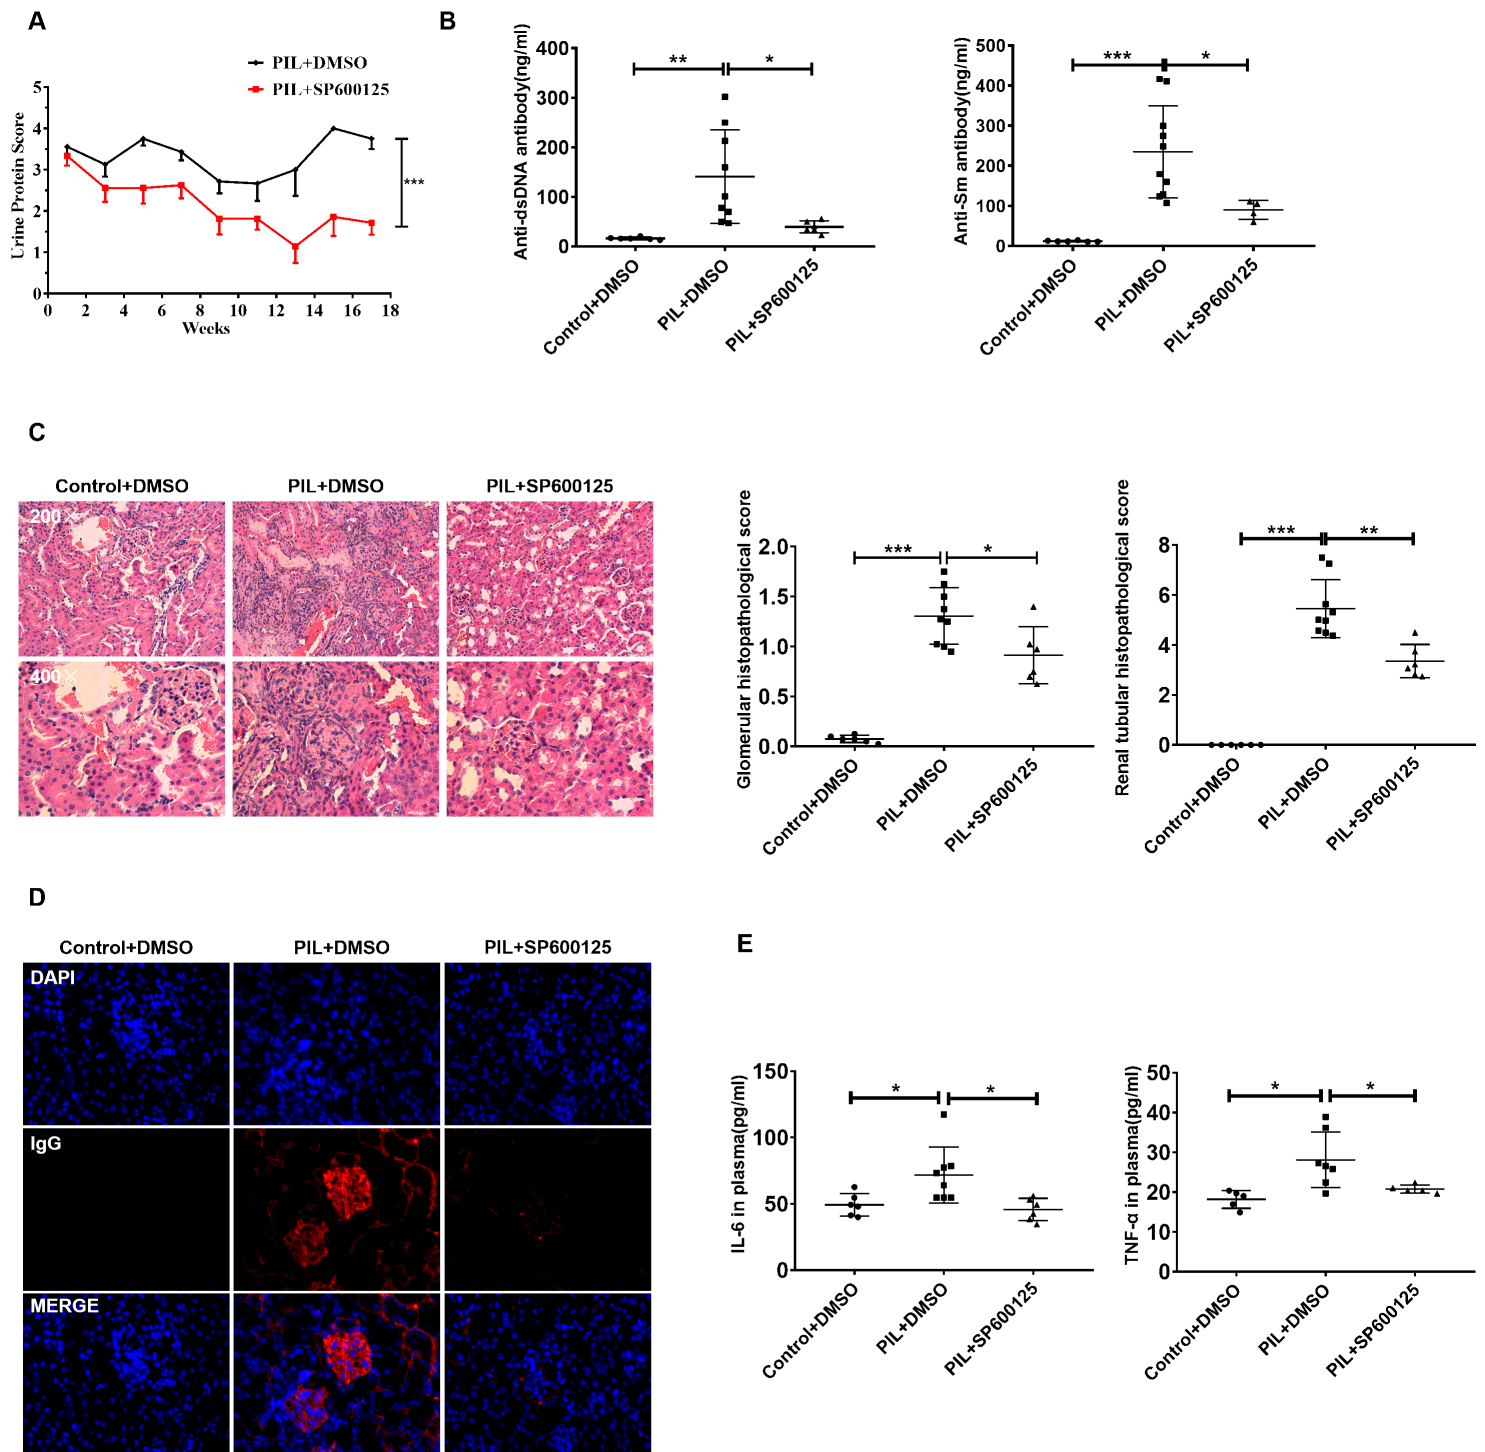 A
PIL+DMSO
PIL+SP600125
Urine Protein Score
5
4
3
2
1
0
0 2 4 6 8 10 12 14 16 18
Weeks
***
B
Anti-dsDNA antibody(ng/ml)
400
300
200
100
0
** *
Control+DMSO
PIL+DMSO
PIL+SP600125
Anti-Sm antibody(ng/ml)
500
400
300
200
100
0
*** *
Control+DMSO
PIL+DMSO
PIL+SP600125
C
Control+DMSO PIL+DMSO PIL+SP600125
200×
400×
Glomerular histopathological score
2.0
1.5
1.0
0.5
0.0
*** *
Control+DMSO
PIL+DMSO
PIL+SP600125
Renal tubular histopathological score
8
6
4
2
0
*** **
Control+DMSO
PIL+DMSO
PIL+SP600125
D
Control+DMSO PIL+DMSO PIL+SP600125
DAPI
IgG
MERGE
E
IL-6 in plasma(pg/ml)
150
100
50
0
* *
Control+DMSO
PIL+DMSO
PIL+SP600125
TNF-α in plasma(pg/ml)
50
40
30
20
10
0
* *
Control+DMSO
PIL+DMSO
PIL+SP600125